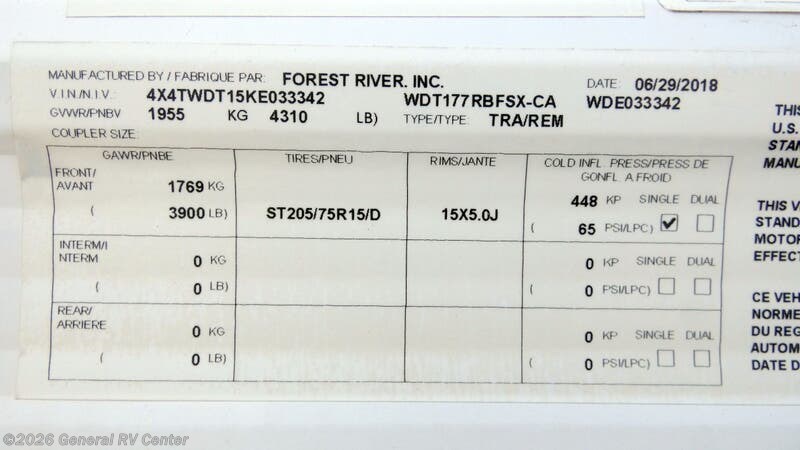 MANUFACTURED BY / FABRIQUE PAR: FOREST RIVER. INC. DATE: 06/29/2018
V.I.N./N.I.V.: 4X4TWDT15KE033342 WDT177RBFSX-CA WDE033342
GVWR/PNBV 1955 KG 4310 LB) TYPE/TYPE: TRA/REM
COUPLER SIZE:
GAWR/PNBE TIRES/PNEU RIMS/JANTE COLD INFL. PRESS/PRESS DE GONFL. A FROID
FRONT/
AVANT 1769 KG 448 KP SINGLE DUAL
( 3900 LB) ST205/75R15/D 15X5.0J ( 65 PSI/LPC)
INTERM/I
NTERM 0 KG 0 KP SINGLE DUAL
( 0 LB) ( 0 PSI/LPC)
REAR/
ARRIERE 0 KG 0 KP SINGLE DUAL
( 0 LB) ( 0 PSI/LPC)
THIS
U.S.
STAN
MANU
THIS VA
STAND
MOTOR
EFFECT
CE VEH
NORME
DU REG
AUTOM
DATE D
©2026 General RV Center